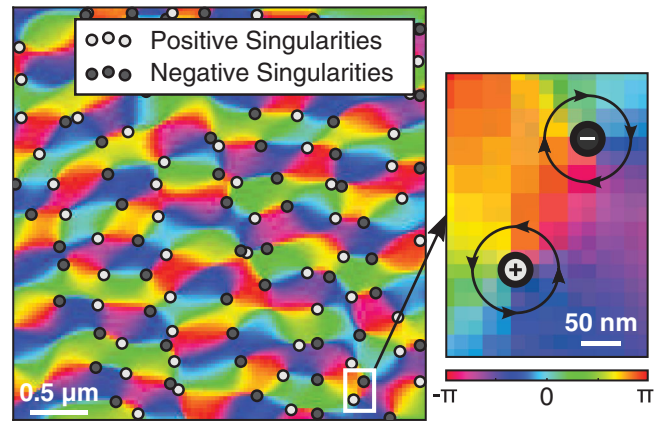 Positive Singularities
Negative Singularities
−
+
0.5 μm
50 nm
-π 0 π